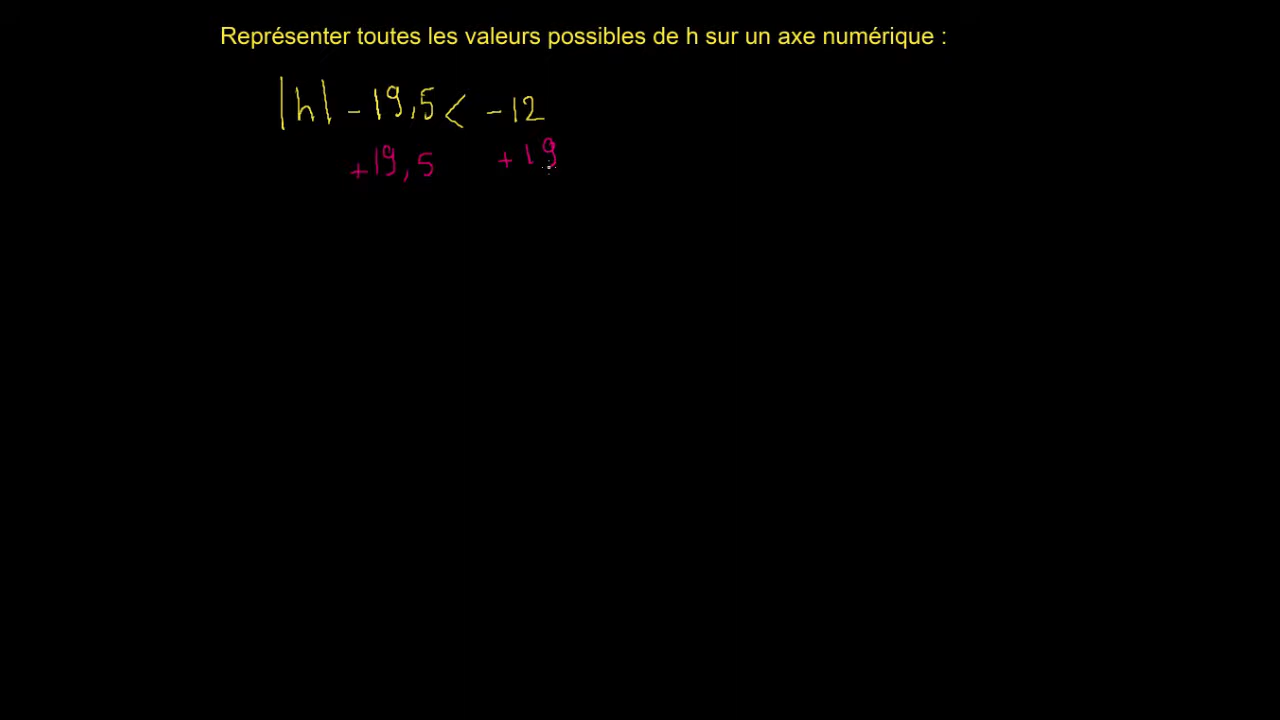 Représenter toutes les valeurs possibles de h sur un axe numérique :
|h| - 19,5 < - 12
+19,5 +19